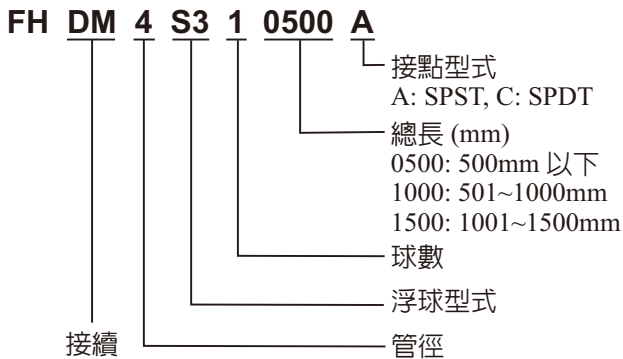 FH DM 4 S3 1 0500 A
接點型式
A: SPST, C: SPDT
總長 (mm)
0500: 500mm 以下
1000: 501~1000mm
1500: 1001~1500mm
球數
浮球型式
接續
管徑